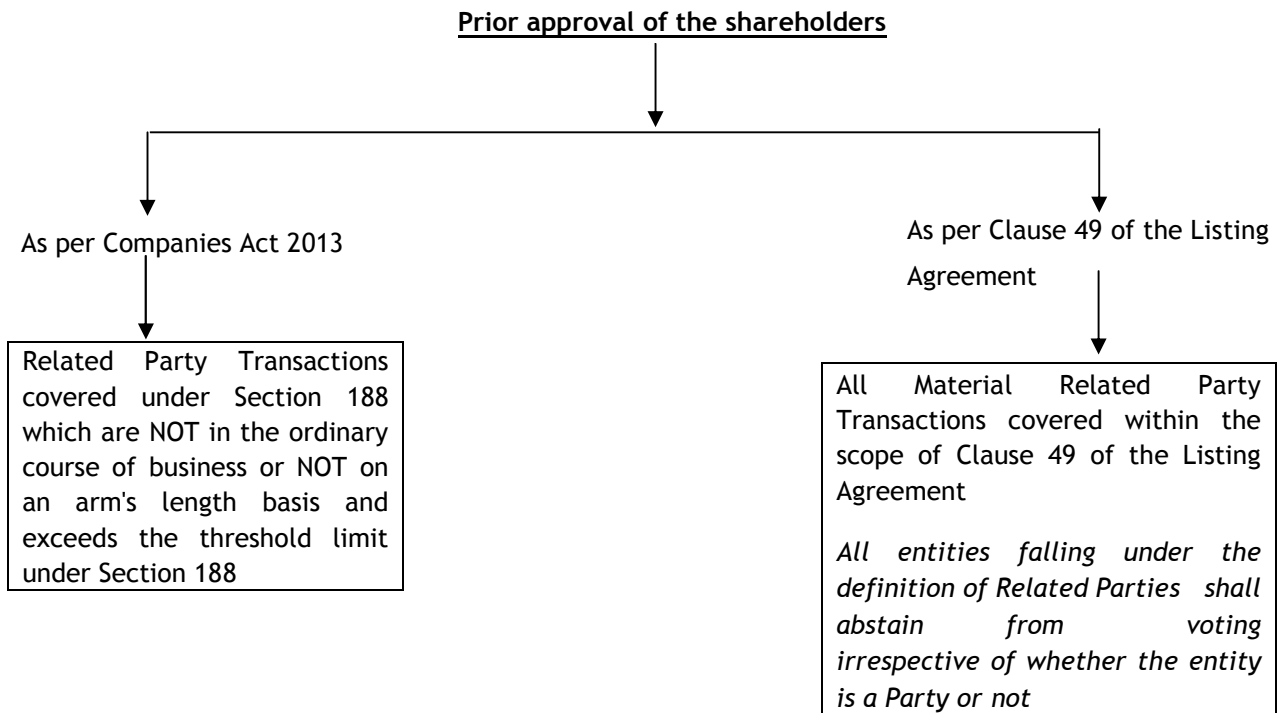 Prior approval of the shareholders
As per Companies Act 2013
Related Party Transactions
covered under Section 188
which are NOT in the ordinary
course of business or NOT on
an arm's length basis and
exceeds the threshold limit
under Section 188
As per Clause 49 of the Listing
Agreement
All Material Related Party
Transactions covered within the
scope of Clause 49 of the Listing
Agreement
All entities falling under the
definition of Related Parties shall
abstain from voting
irrespective of whether the entity
is a Party or not